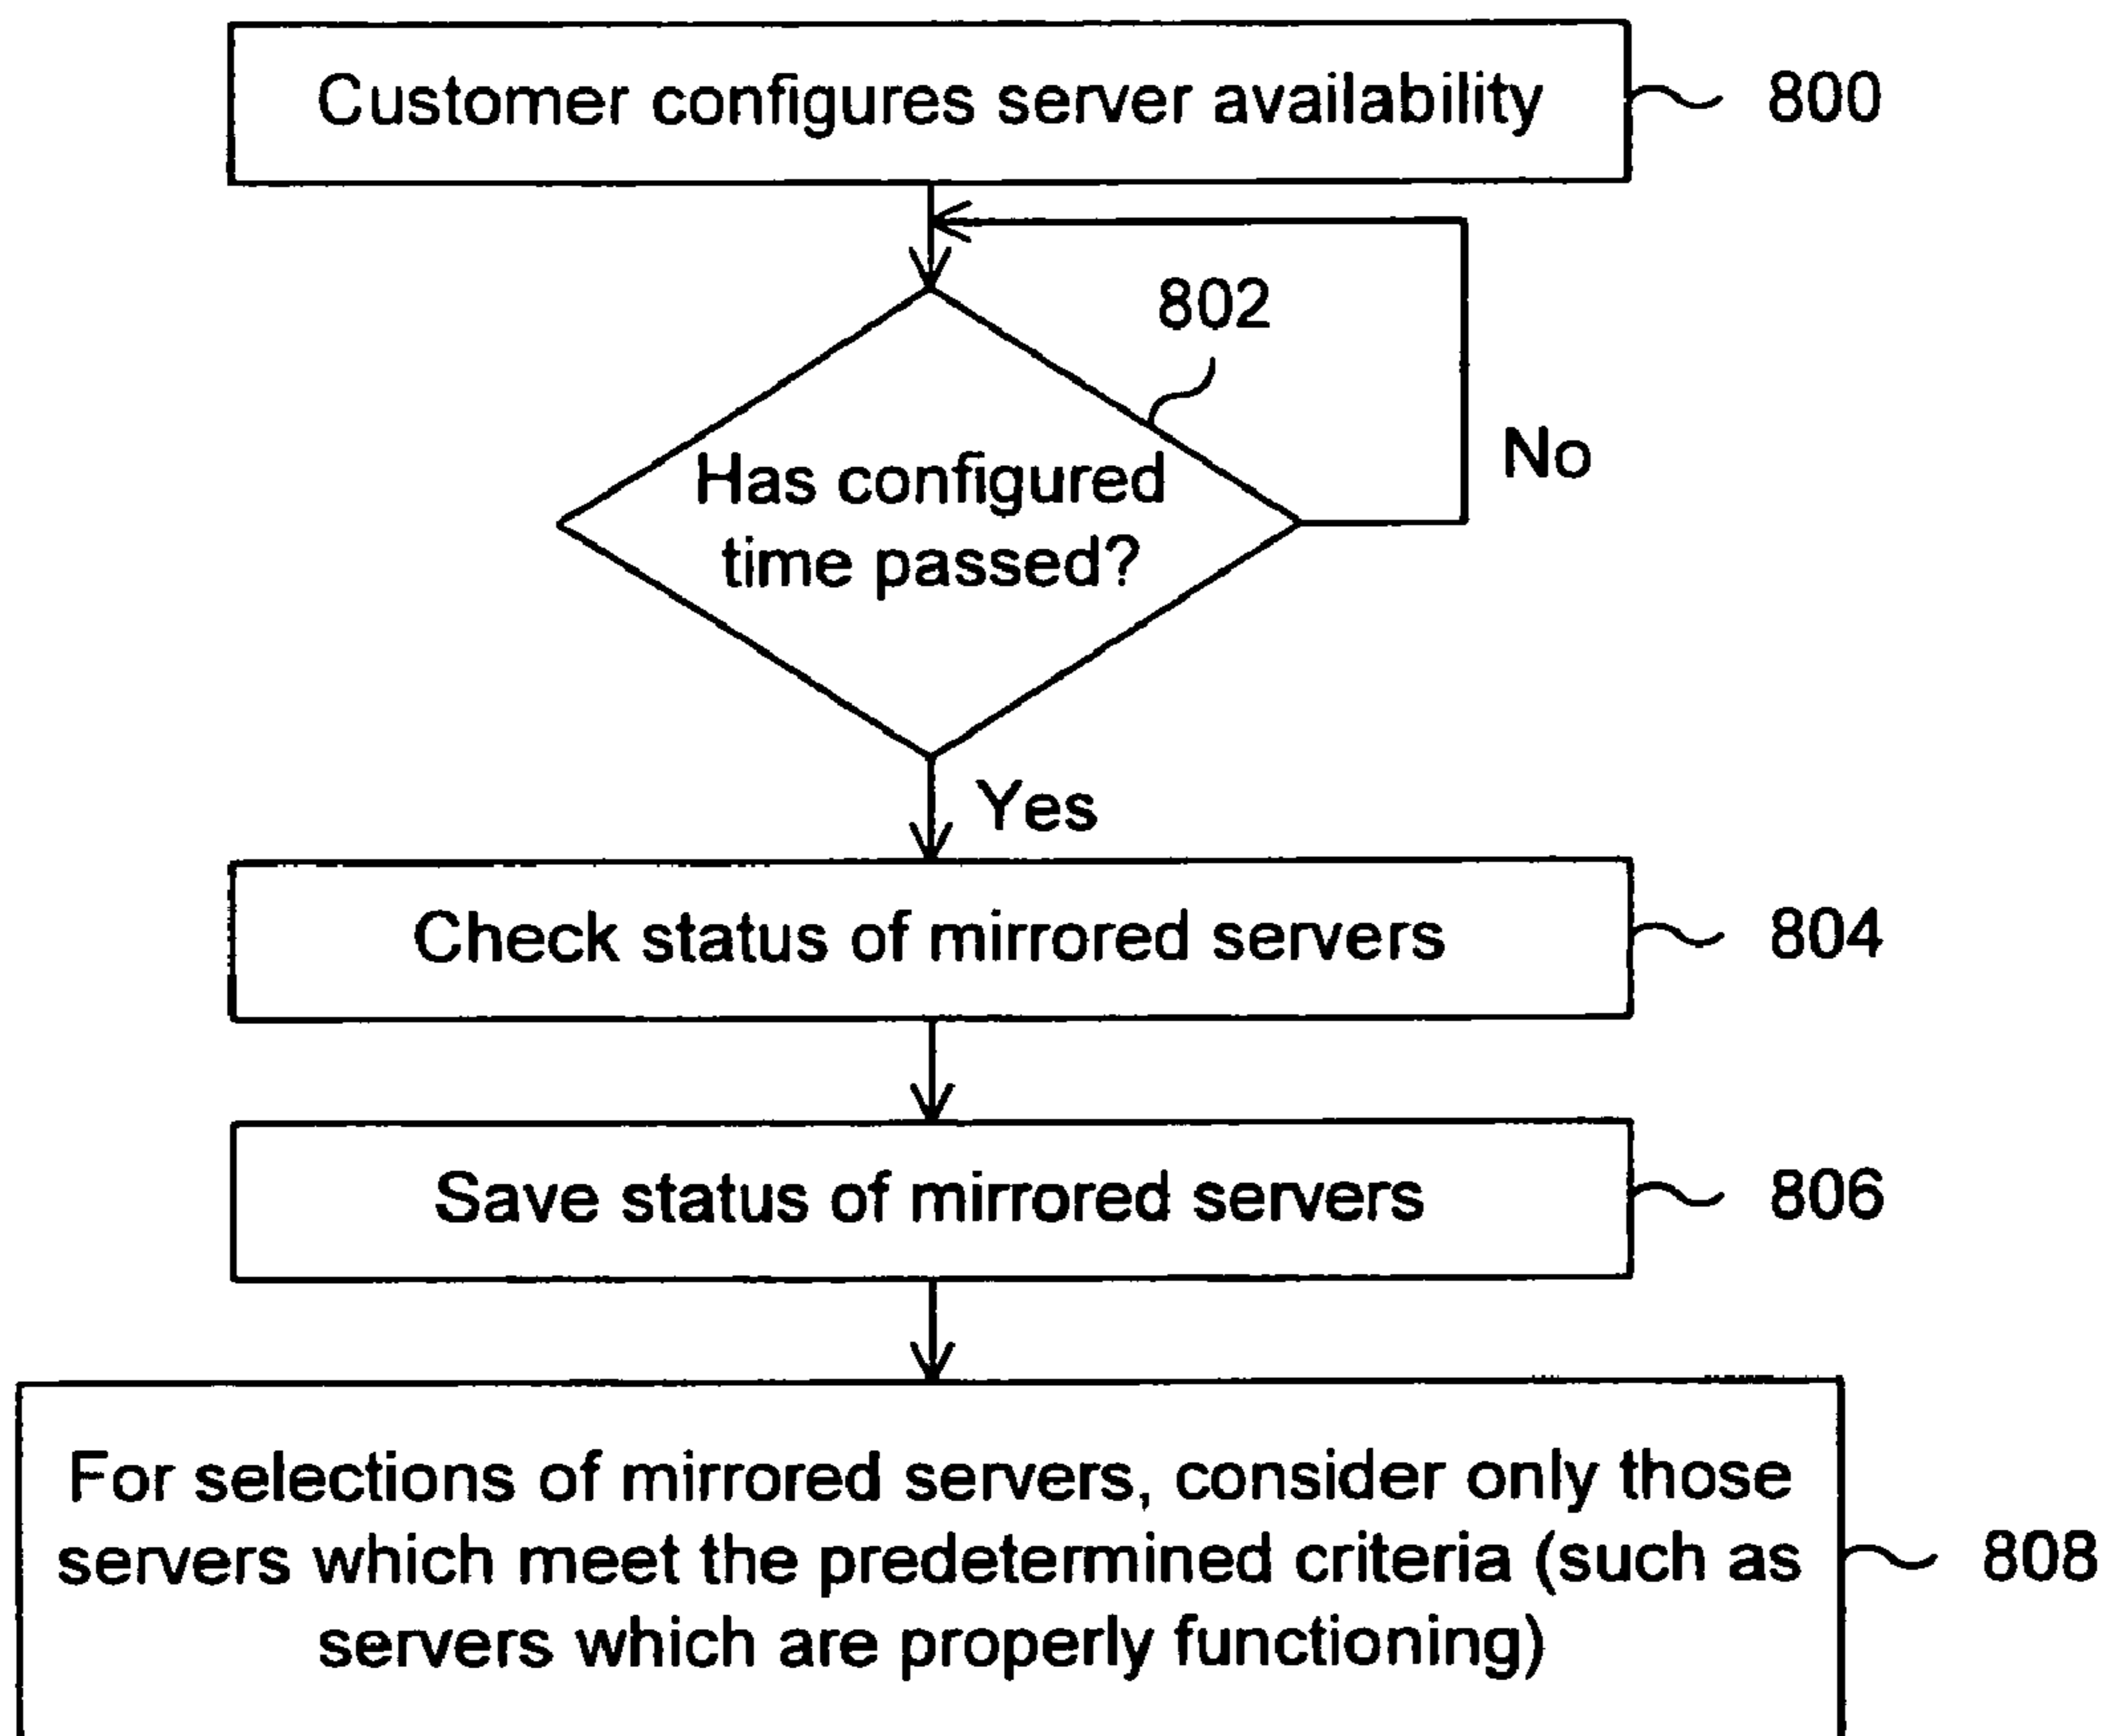 Customer configures server availability
800
802
Has configured
time passed?
No
Yes
Check status of mirrored servers
804
Save status of mirrored servers
806
For selections of mirrored servers, consider only those
servers which meet the predetermined criteria (such as
servers which are properly functioning)
808